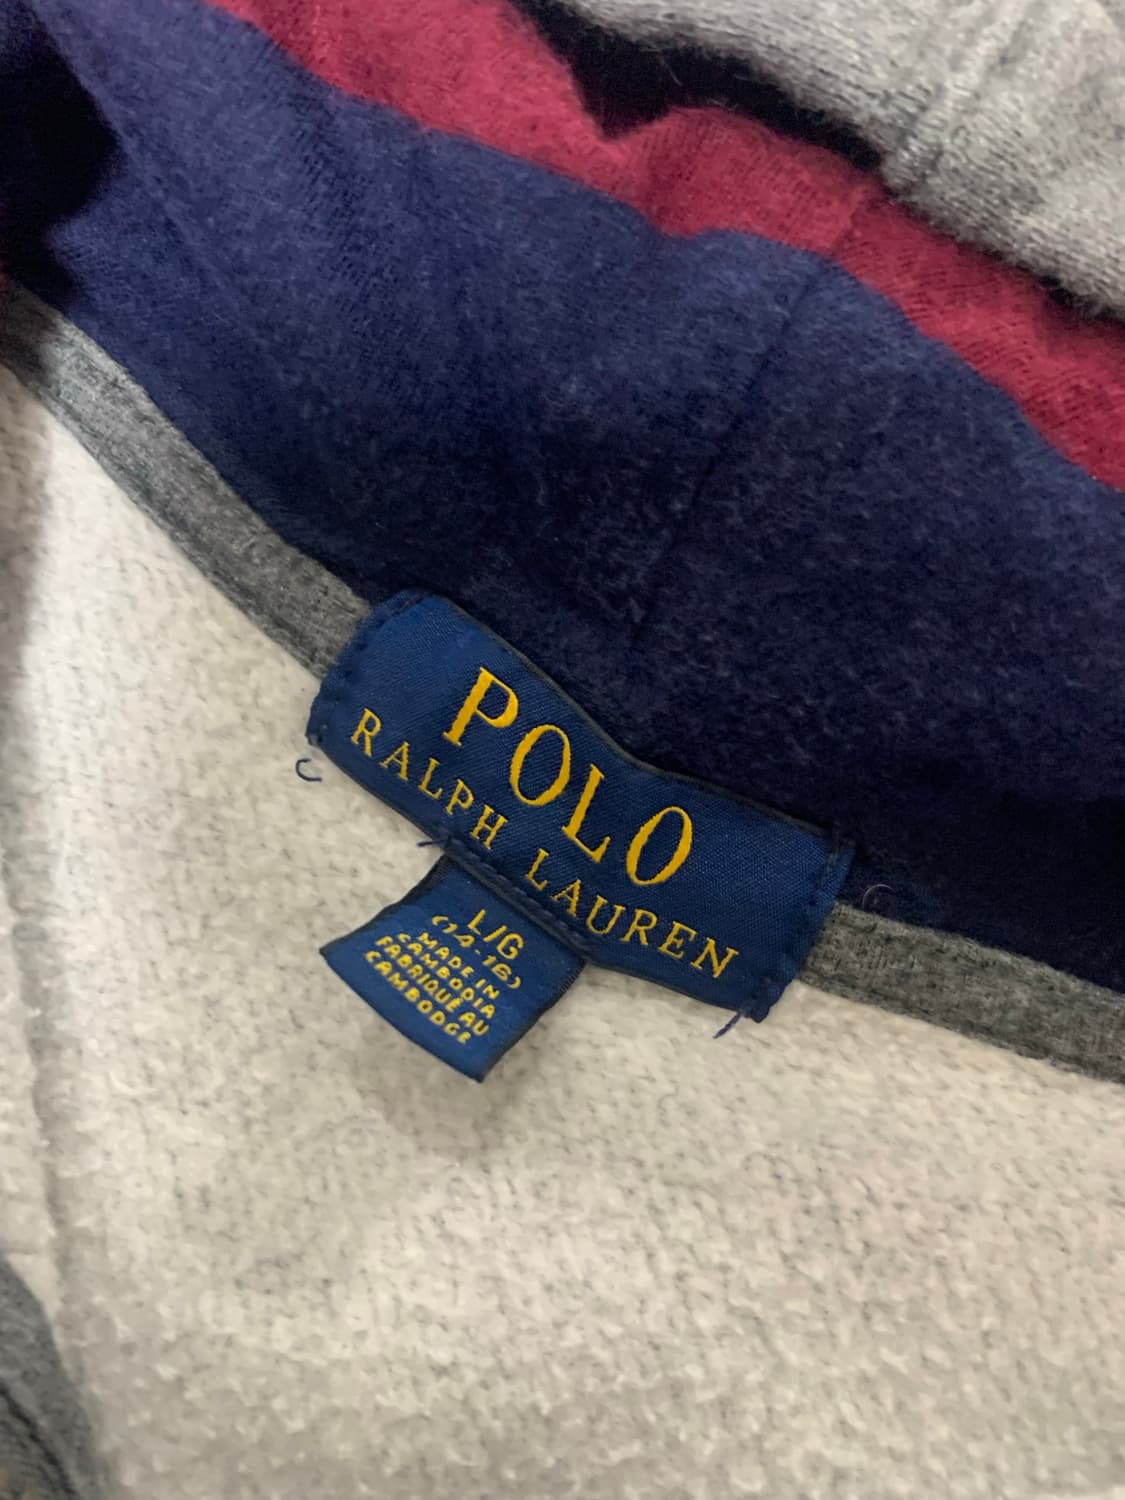 POLO
RALPH LAUREN
L/G
(14-16)
MADE IN
CAMBODIA
FABRIQUÉ AU
CAMBODGE